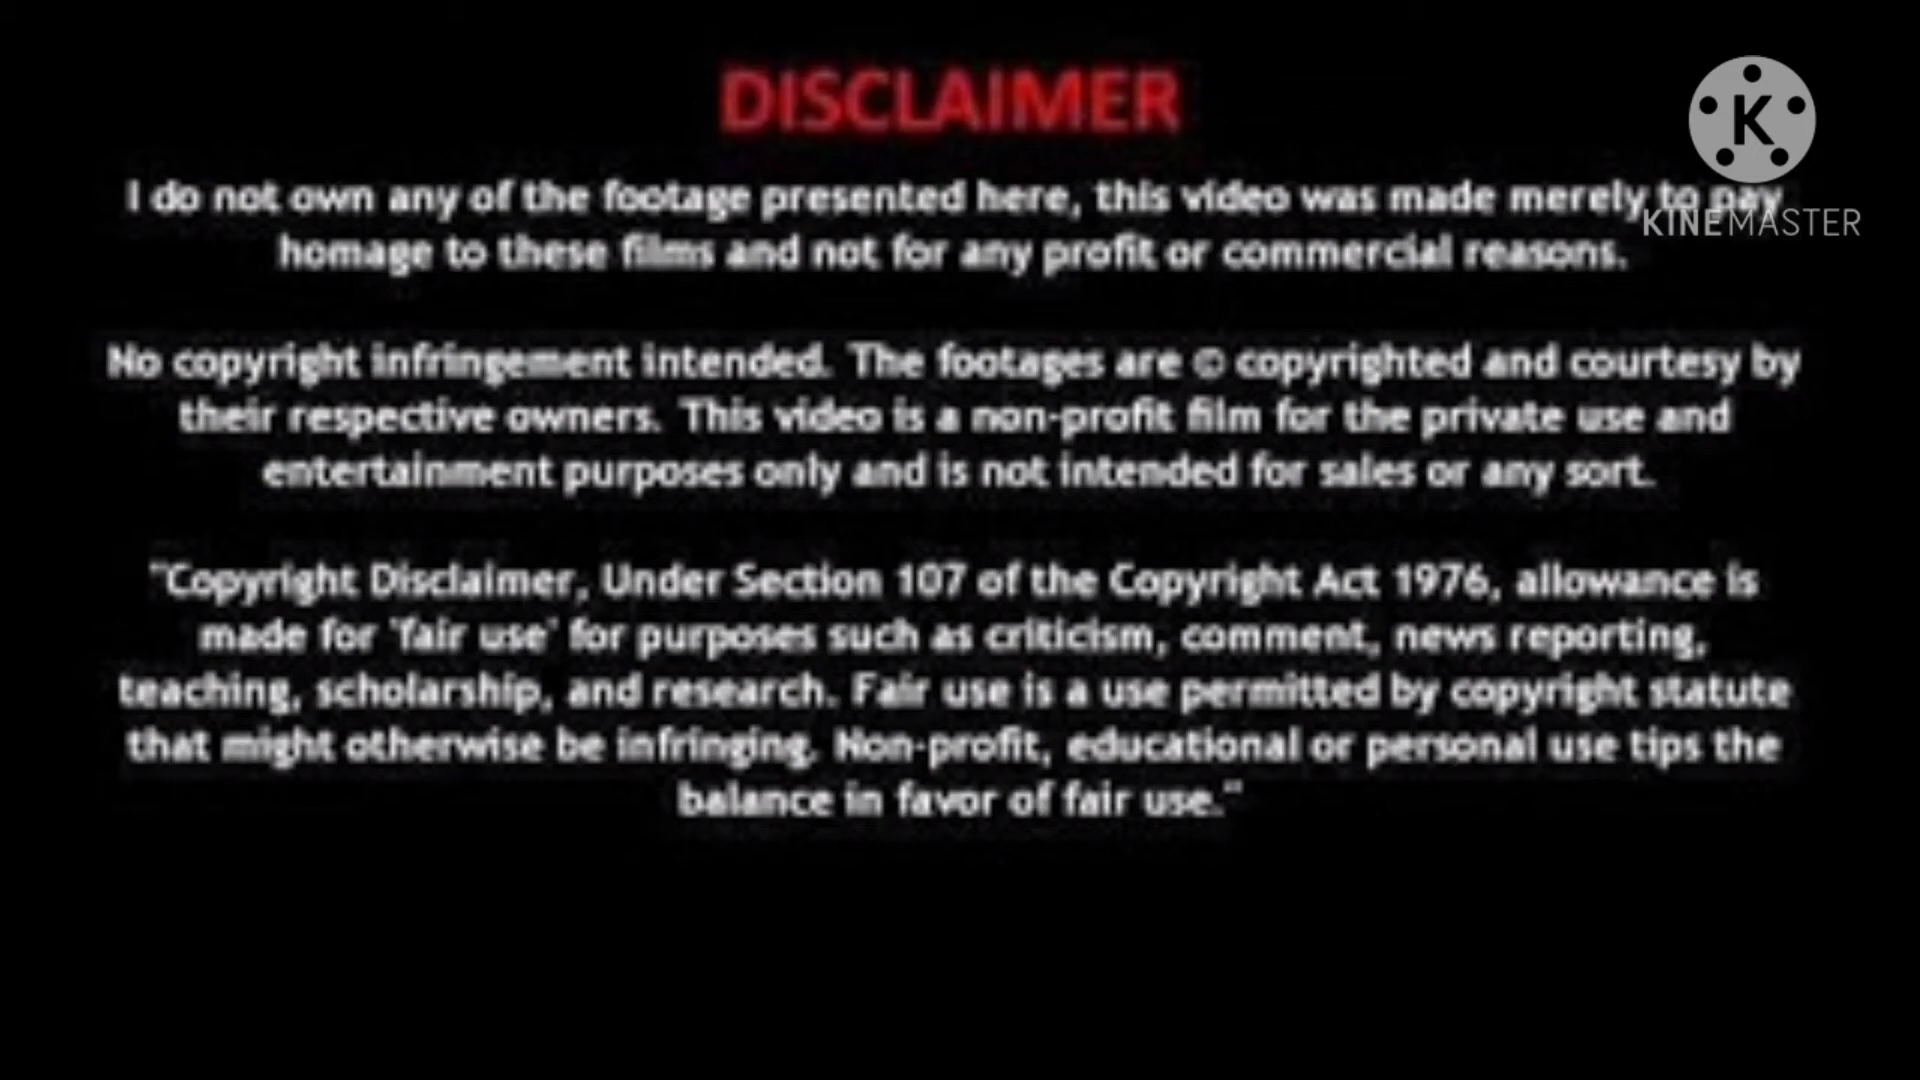 DISCLAIMER
I do not own any of the footage presented here, this video was made merely to pay
homage to these films and not for any profit or commercial reasons.
No copyright infringement intended. The footages are © copyrighted and courtesy by
their respective owners. This video is a non-profit film for the private use and
entertainment purposes only and is not intended for sales or any sort.
"Copyright Disclaimer, Under Section 107 of the Copyright Act 1976, allowance is
made for 'fair use' for purposes such as criticism, comment, news reporting,
teaching, scholarship, and research. Fair use is a use permitted by copyright statute
that might otherwise be infringing. Non-profit, educational or personal use tips the
balance in favor of fair use."
K
KINEMASTER